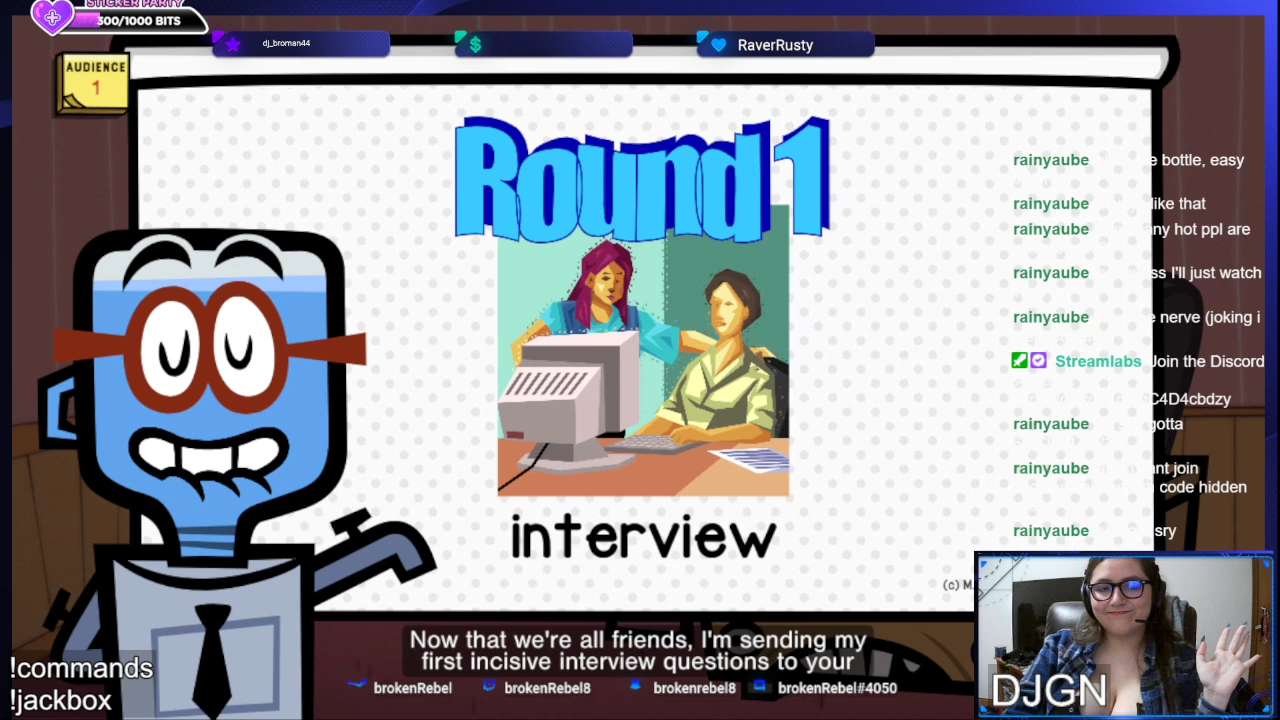 STICKER PARTY
300/1000 BITS
dj_broman44
$
RaverRusty
AUDIENCE
1
Round 1
interview
rainyaube bottle, easy
rainyaube like that
rainyaube hot ppl are
rainyaube I'll just watch
rainyaube nerve (joking i
Streamlabs Join the Discord
C4D4cbdzy
rainyaube gotta
rainyaube join
code hidden
rainyaube sry
(c)
Now that we're all friends, I'm sending my
first incisive interview questions to your
!commands
!jackbox
brokenRebel brokenRebel8 brokenrebel8 brokenRebel#4050
DJGN